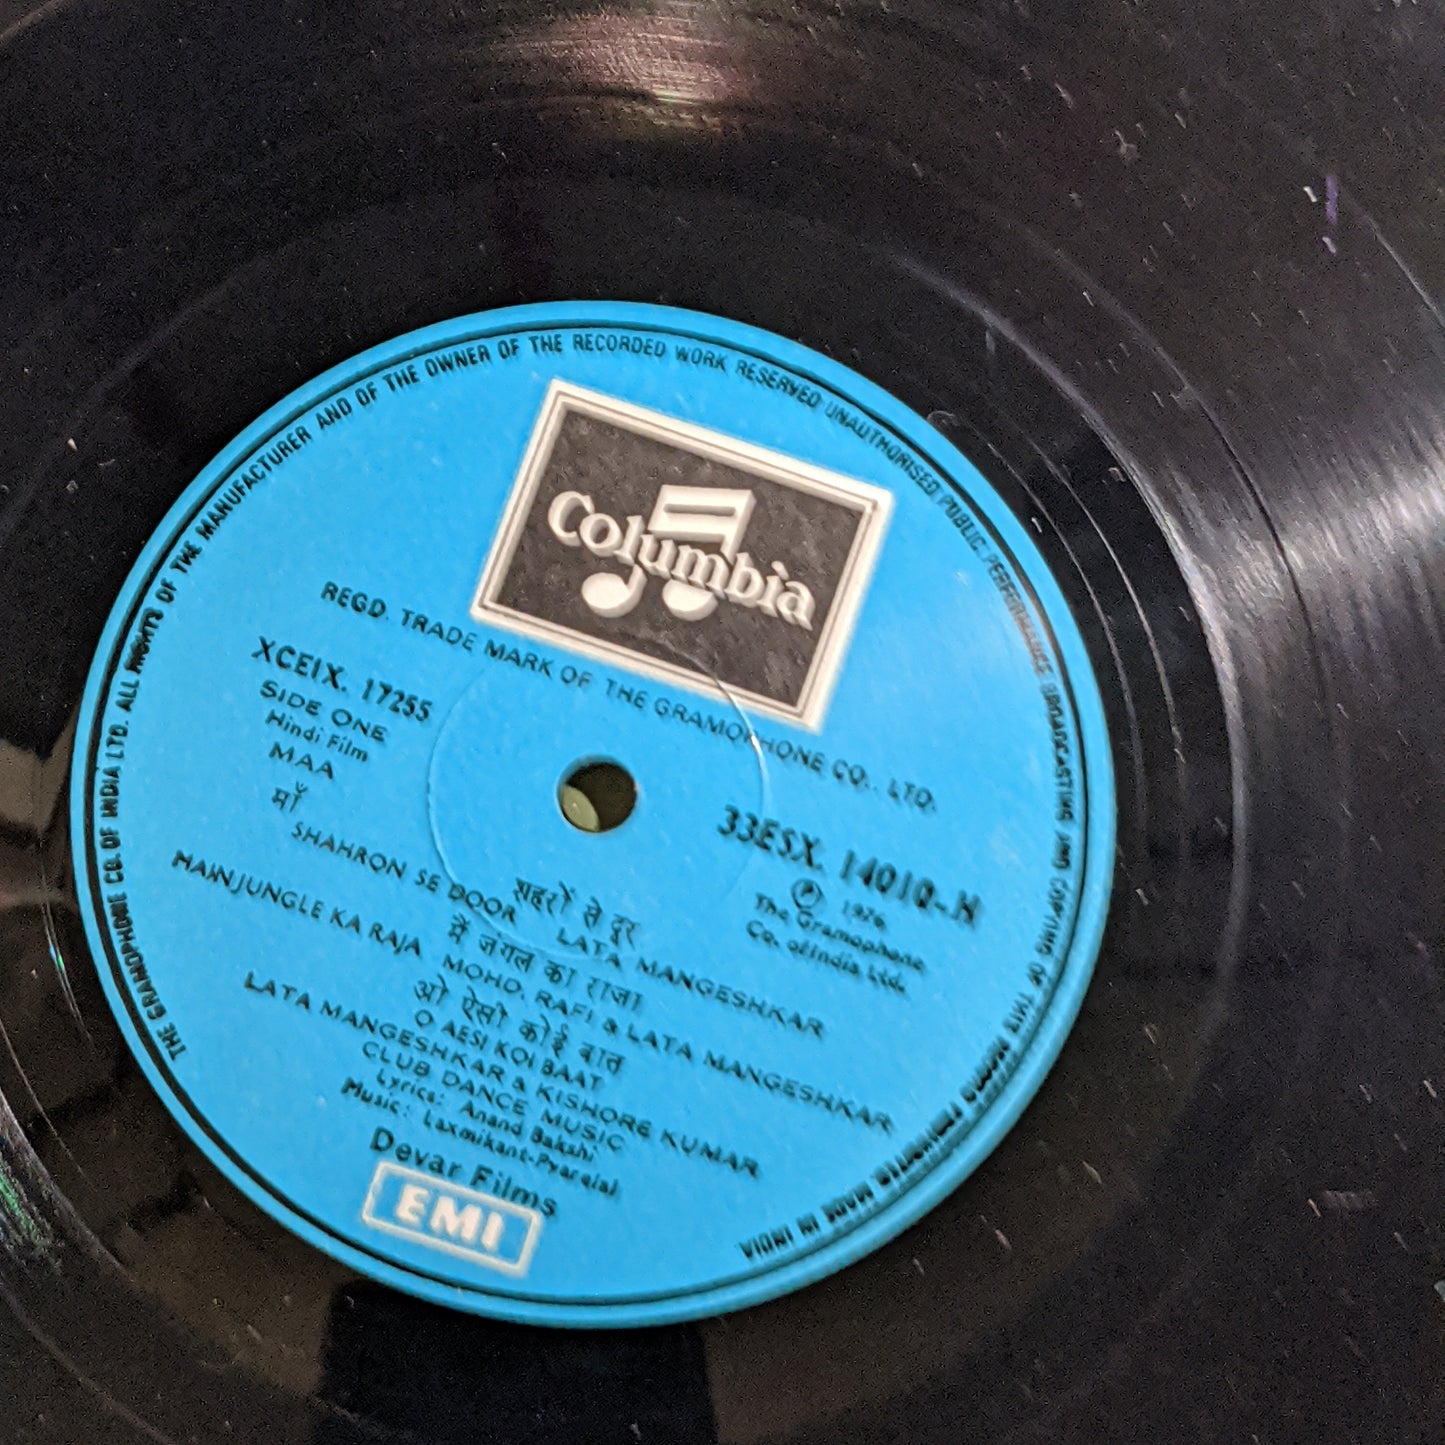 THE GRAMOPHONE CO. OF INDIA LTD. ALL RIGHTS OF THE MANUFACTURER AND OF THE OWNER OF THE RECORDED WORK RESERVED UNAUTHORISED PUBLIC PERFORMANCE BROADCASTING AND COPYING OF THIS RECORD PROHIBITED MADE IN INDIA
Columbia
REGD. TRADE MARK OF THE GRAMOPHONE CO., LTD.
XCEIX. 17255
SIDE ONE
Hindi Film
MAA
माँ
33ESX. 14010-H
Ⓟ 1976
The Gramophone
Co. of India Ltd.
शहरों से दूर
SHAHRON SE DOOR LATA MANGESHKAR
मैं जंगल का राजा
MAIN JUNGLE KA RAJA MOHD. RAFI & LATA MANGESHKAR
ओ ऐसी कोई बात
O AESI KOI BAAT
LATA MANGESHKAR & KISHORE KUMAR
CLUB DANCE MUSIC
Lyrics: Anand Bakshi
Music: Laxmikant-Pyarelal
Devar Films
EMI